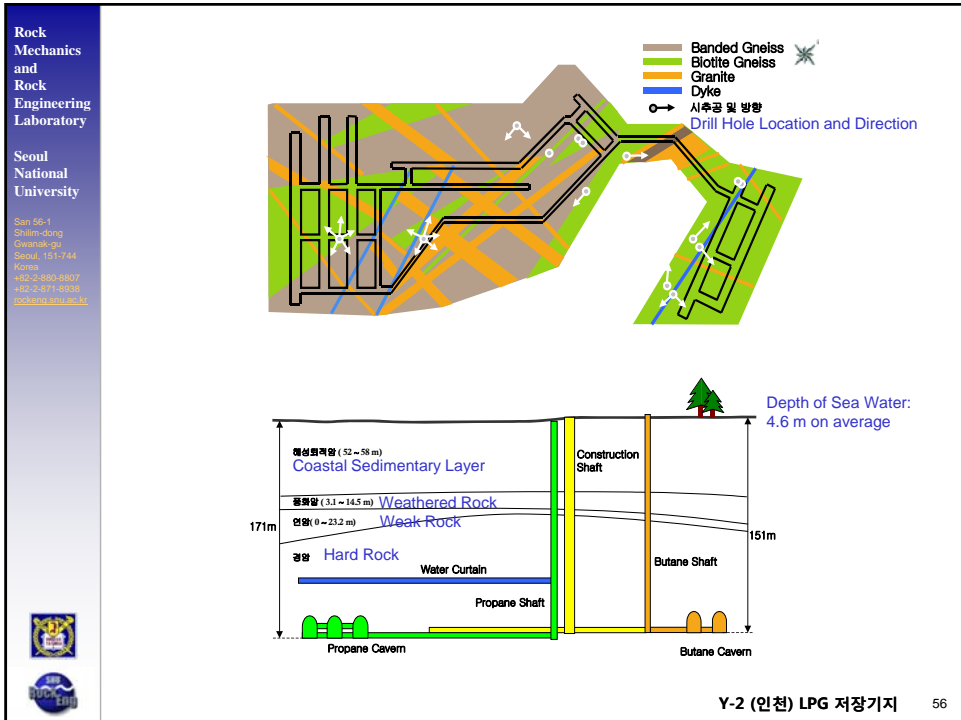 Rock
Mechanics
and
Rock
Engineering
Laboratory
Seoul
National
University
San 56-1
Shilim-dong
Gwanak-gu
Seoul, 151-744
Korea
+82-2-880-8807
+82-2-871-8938
rockeng.snu.ac.kr
Banded Gneiss
Biotite Gneiss
Granite
Dyke
시추공 및 방향
Drill Hole Location and Direction
Depth of Sea Water:
4.6 m on average
해성퇴적암 ( 52 ~ 58 m)
Coastal Sedimentary Layer
Construction
Shaft
풍화암 ( 3.1 ~ 14.5 m) Weathered Rock
연암( 0 ~ 23.2 m) Weak Rock
171m
151m
경암 Hard Rock
Water Curtain
Butane Shaft
Propane Shaft
Propane Cavern
Butane Cavern
SNU
Rock Eng
Y-2 (인천) LPG 저장기지 56